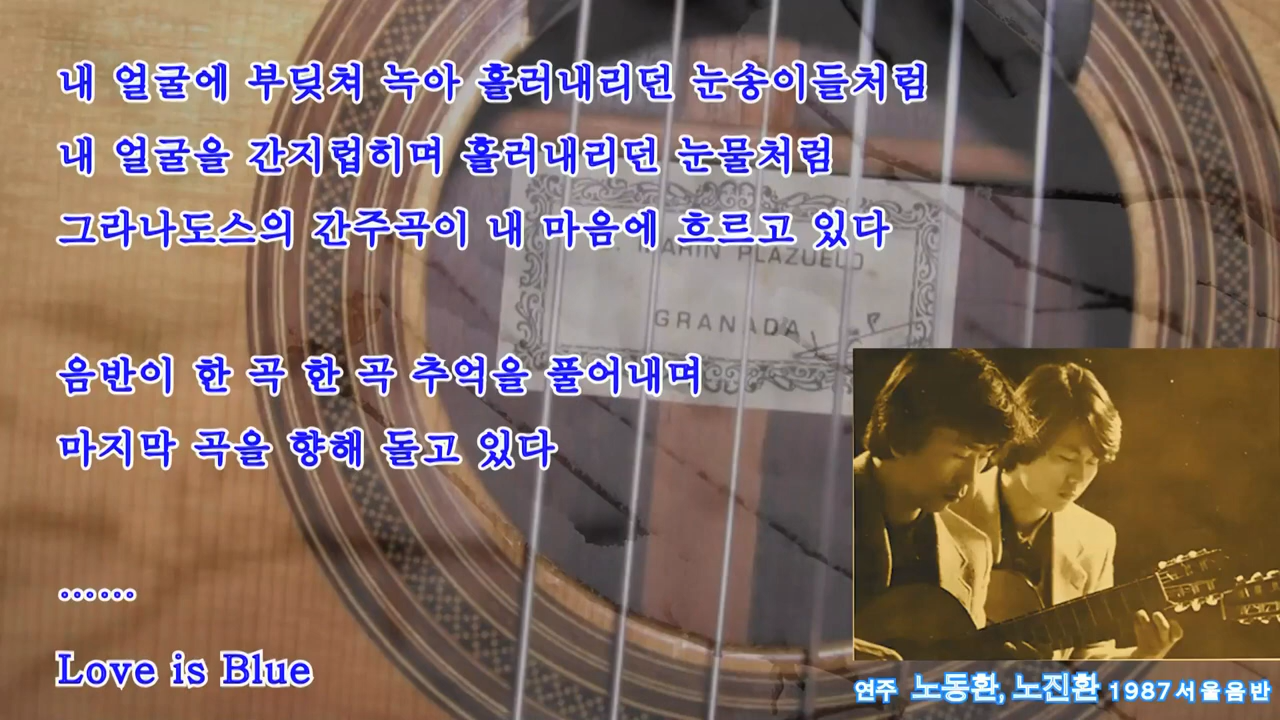 내 얼굴에 부딪쳐 녹아 흘러내리던 눈송이들처럼
내 얼굴을 간지럽히며 흘러내리던 눈물처럼
그라나도스의 간주곡이 내 마음에 흐르고 있다
MARIN PLAZUELO
GRANADA
음반이 한 곡 한 곡 추억을 풀어내며
마지막 곡을 향해 돌고 있다
......
Love is Blue
연주 노동환, 노진환 1987서울음반